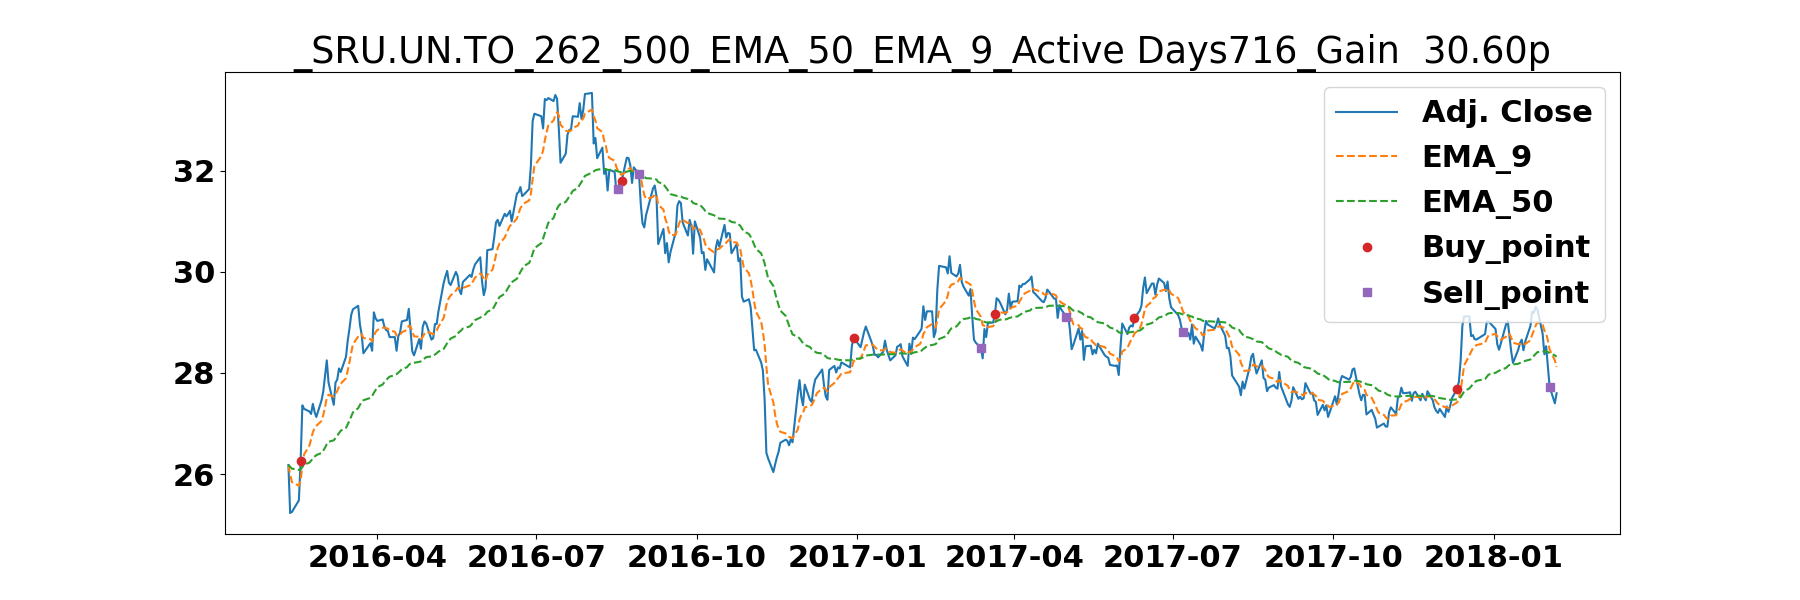 _SRU.UN.TO_262_500_EMA_50_EMA_9_Active Days716_Gain  30.60p
Adj. Close
EMA_9
EMA_50
Buy_point
Sell_point
32
30
28
26
2016-04 2016-07 2016-10 2017-01 2017-04 2017-07 2017-10 2018-01